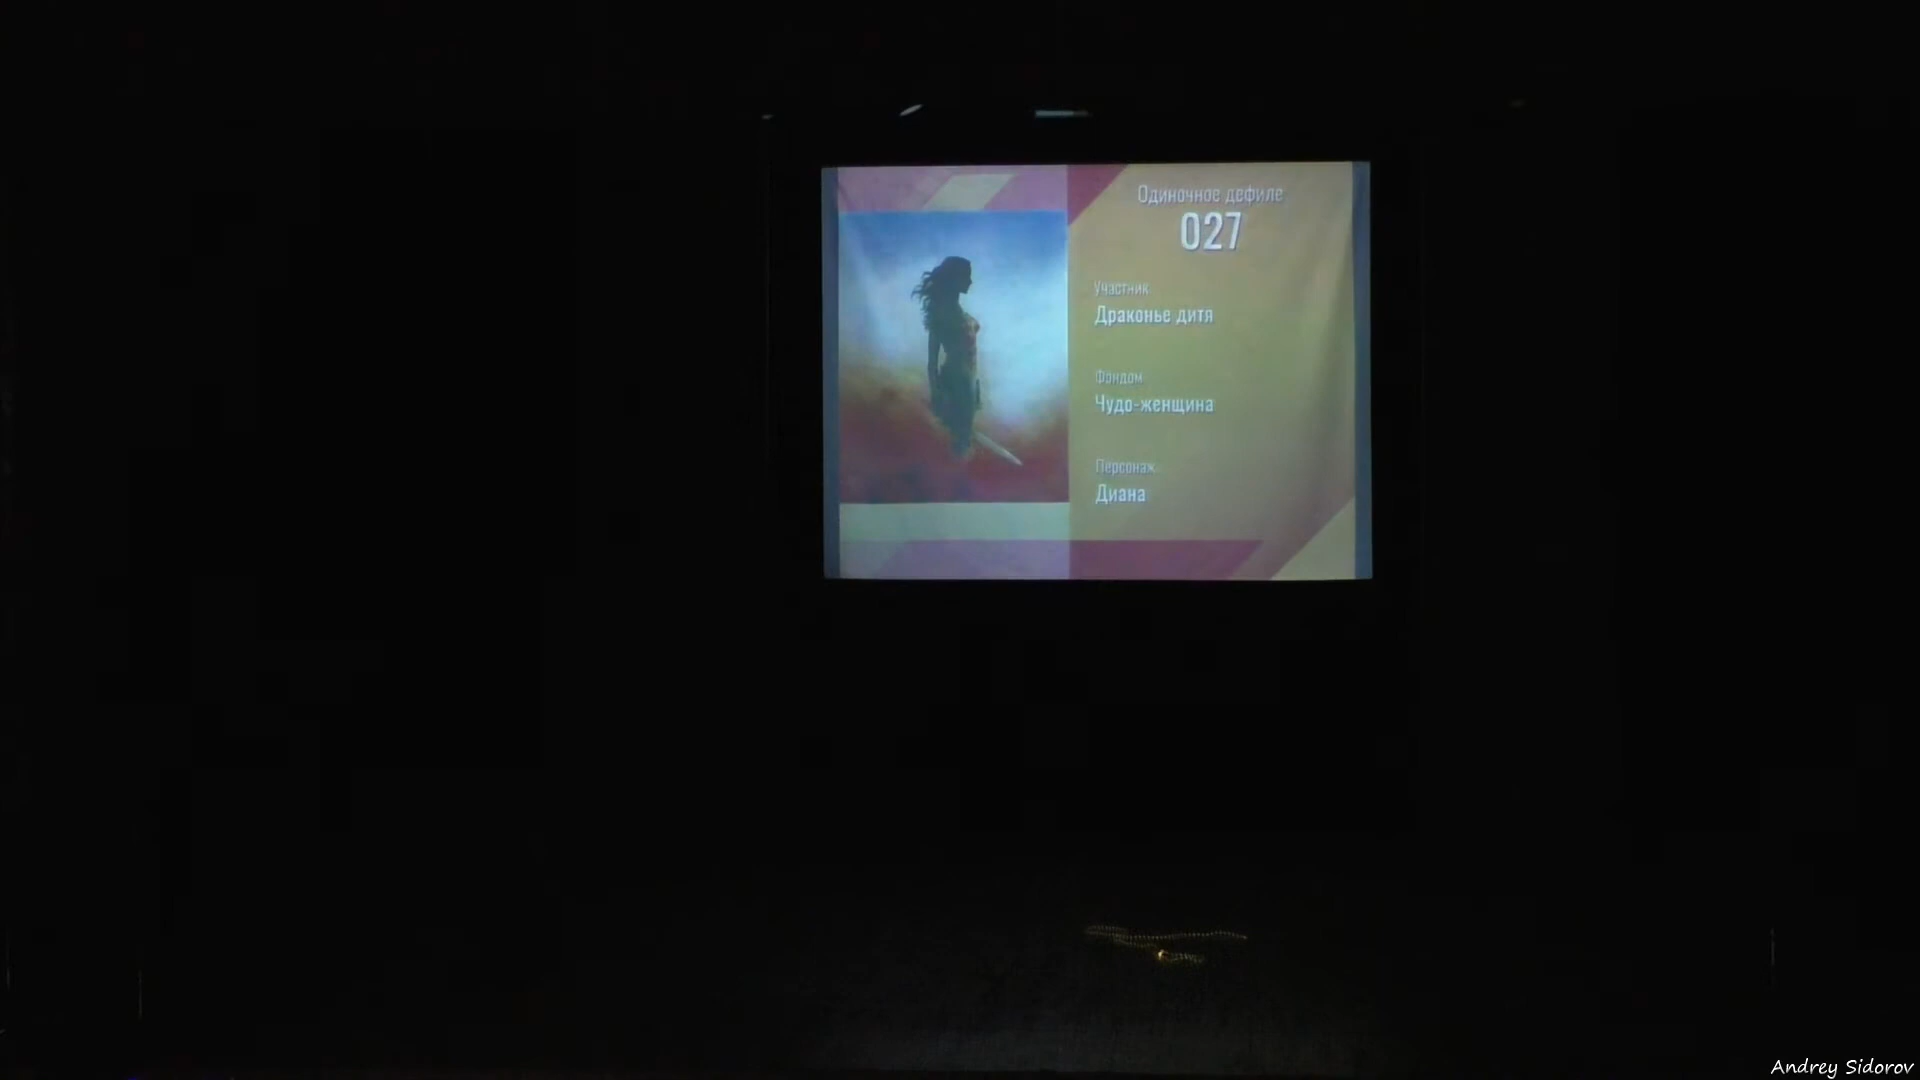 Одиночное дефиле
027
Участник
Драконье дитя
Фандом
Чудо-женщина
Персонаж
Диана
Andrey Sidorov